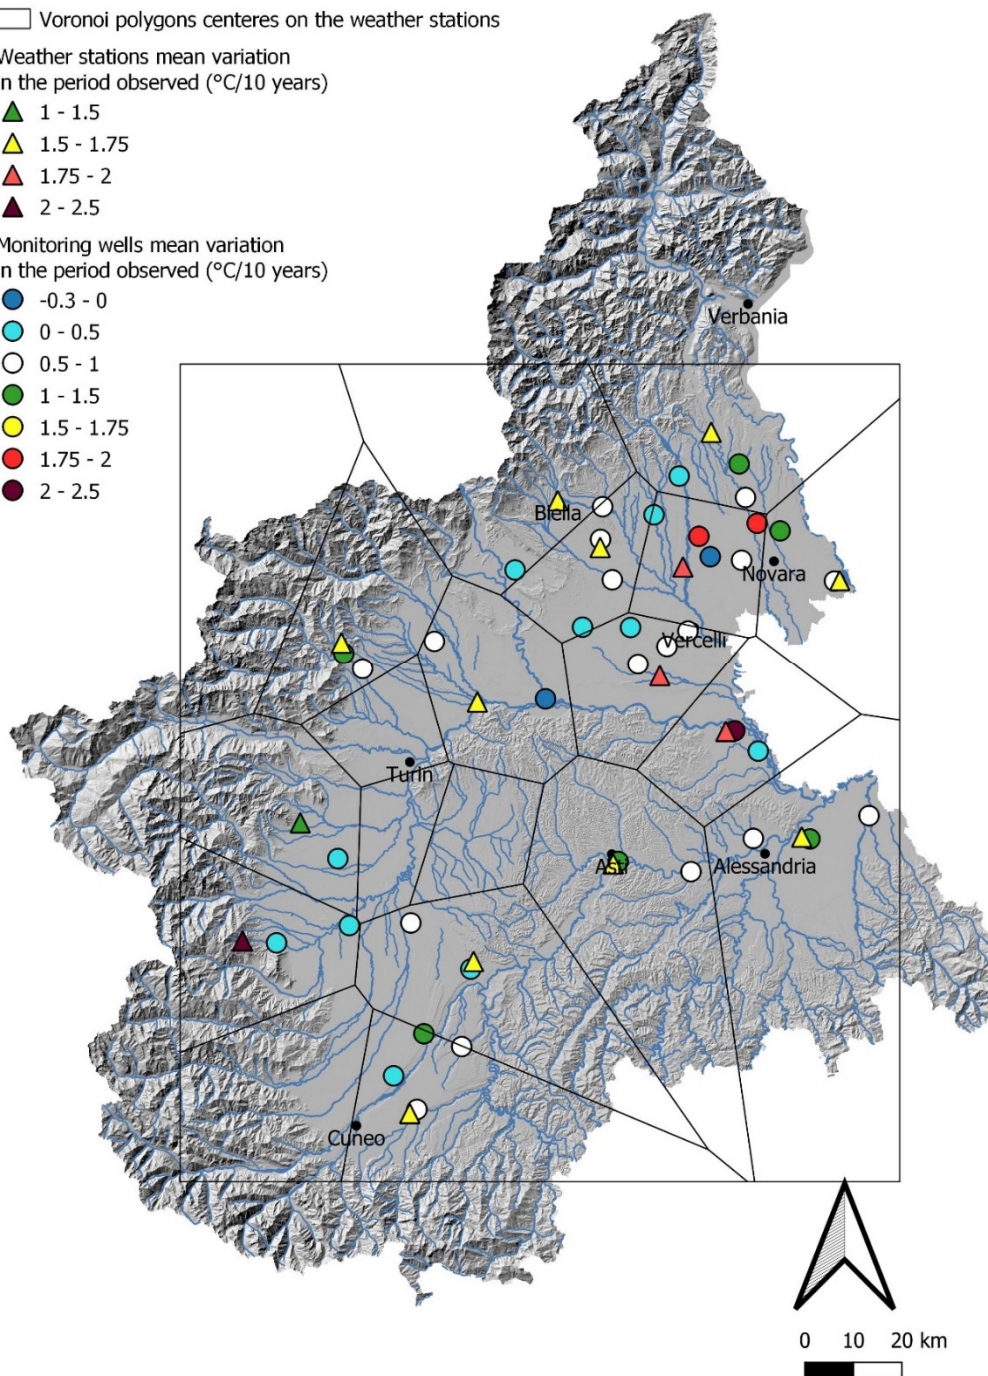 Voronoi polygons centeres on the weather stations
Weather stations mean variation
in the period observed (°C/10 years)
1 - 1.5
1.5 - 1.75
1.75 - 2
2 - 2.5
Monitoring wells mean variation
in the period observed (°C/10 years)
-0.3 - 0
0 - 0.5
0.5 - 1
1 - 1.5
1.5 - 1.75
1.75 - 2
2 - 2.5
Verbania
Biella
Novara
Vercelli
Turin
Asti
Alessandria
Cuneo
0 10 20 km